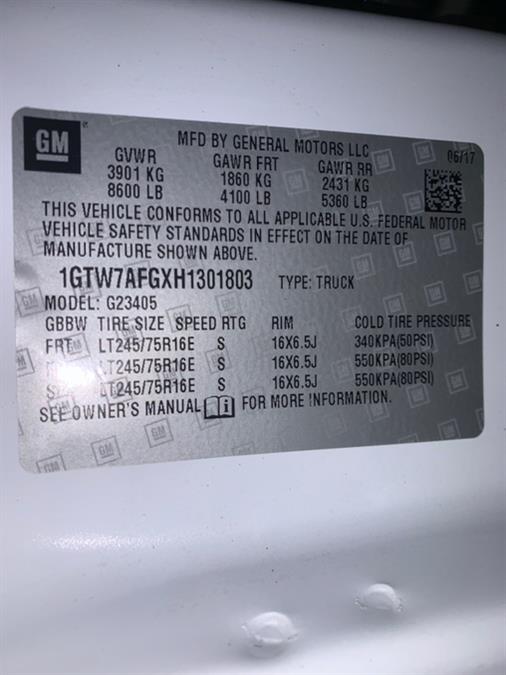 GM
MFD BY GENERAL MOTORS LLC
06/17
GVWR GAWR FRT GAWR RR
3901 KG 1860 KG 2431 KG
8600 LB 4100 LB 5360 LB
THIS VEHICLE CONFORMS TO ALL APPLICABLE U.S. FEDERAL MOTOR
VEHICLE SAFETY STANDARDS IN EFFECT ON THE DATE OF
MANUFACTURE SHOWN ABOVE.
1GTW7AFGXH1301803 TYPE: TRUCK
MODEL: G23405
GBBW TIRE SIZE SPEED RTG RIM COLD TIRE PRESSURE
FRT LT245/75R16E S 16X6.5J 340KPA(50PSI)
LT245/75R16E S 16X6.5J 550KPA(80PSI)
LT245/75R16E S 16X6.5J 550KPA(80PSI)
SEE OWNER'S MANUAL FOR MORE INFORMATION.